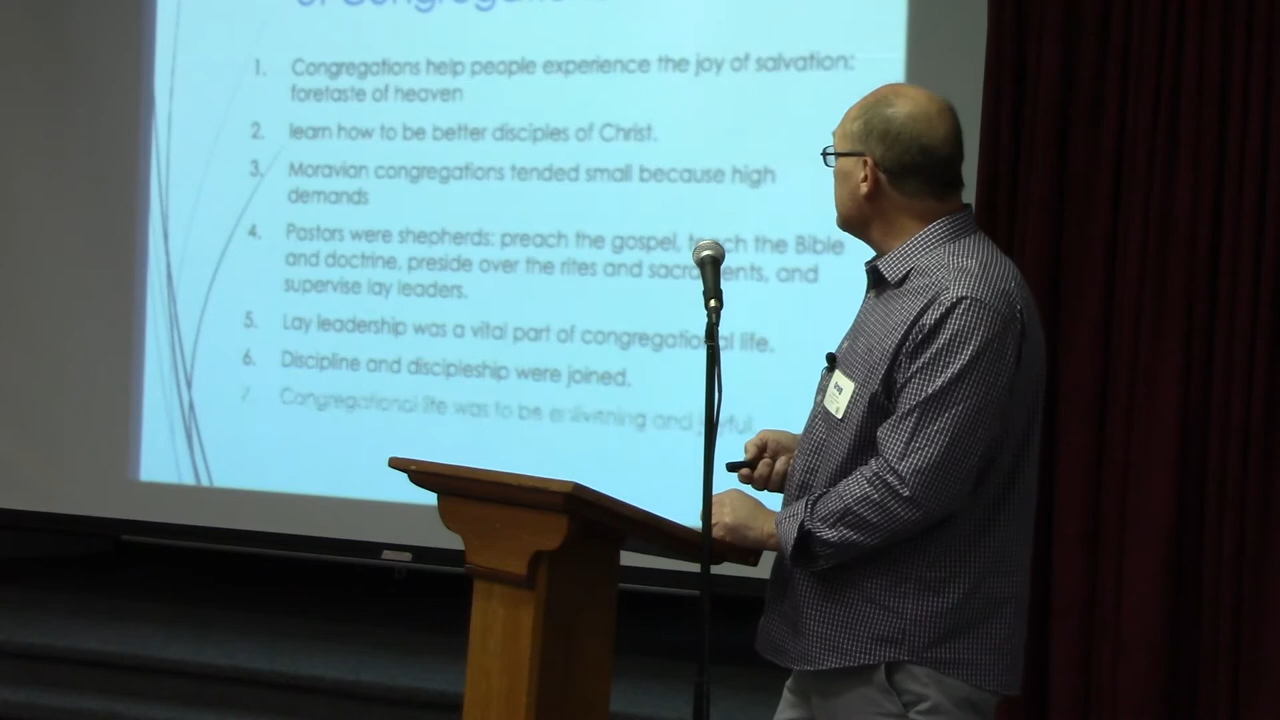 of Congregations
1. Congregations help people experience the joy of salvation:
foretaste of heaven
2. learn how to be better disciples of Christ.
3. Moravian congregations tended small because high
demands
4. Pastors were shepherds: preach the gospel, teach the Bible
and doctrine, preside over the rites and sacraments, and
supervise lay leaders.
5. Lay leadership was a vital part of congregational life.
6. Discipline and discipleship were joined.
7. Congregational life was to be enlivening and joyful